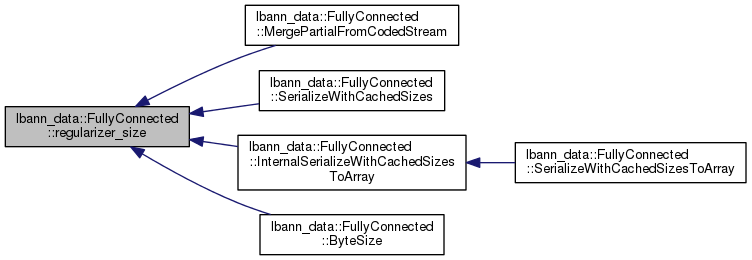 lbann_data::FullyConnected
::MergePartialFromCodedStream
lbann_data::FullyConnected
::SerializeWithCachedSizes
lbann_data::FullyConnected
::regularizer_size
lbann_data::FullyConnected
::InternalSerializeWithCachedSizes
ToArray
lbann_data::FullyConnected
::SerializeWithCachedSizesToArray
lbann_data::FullyConnected
::ByteSize